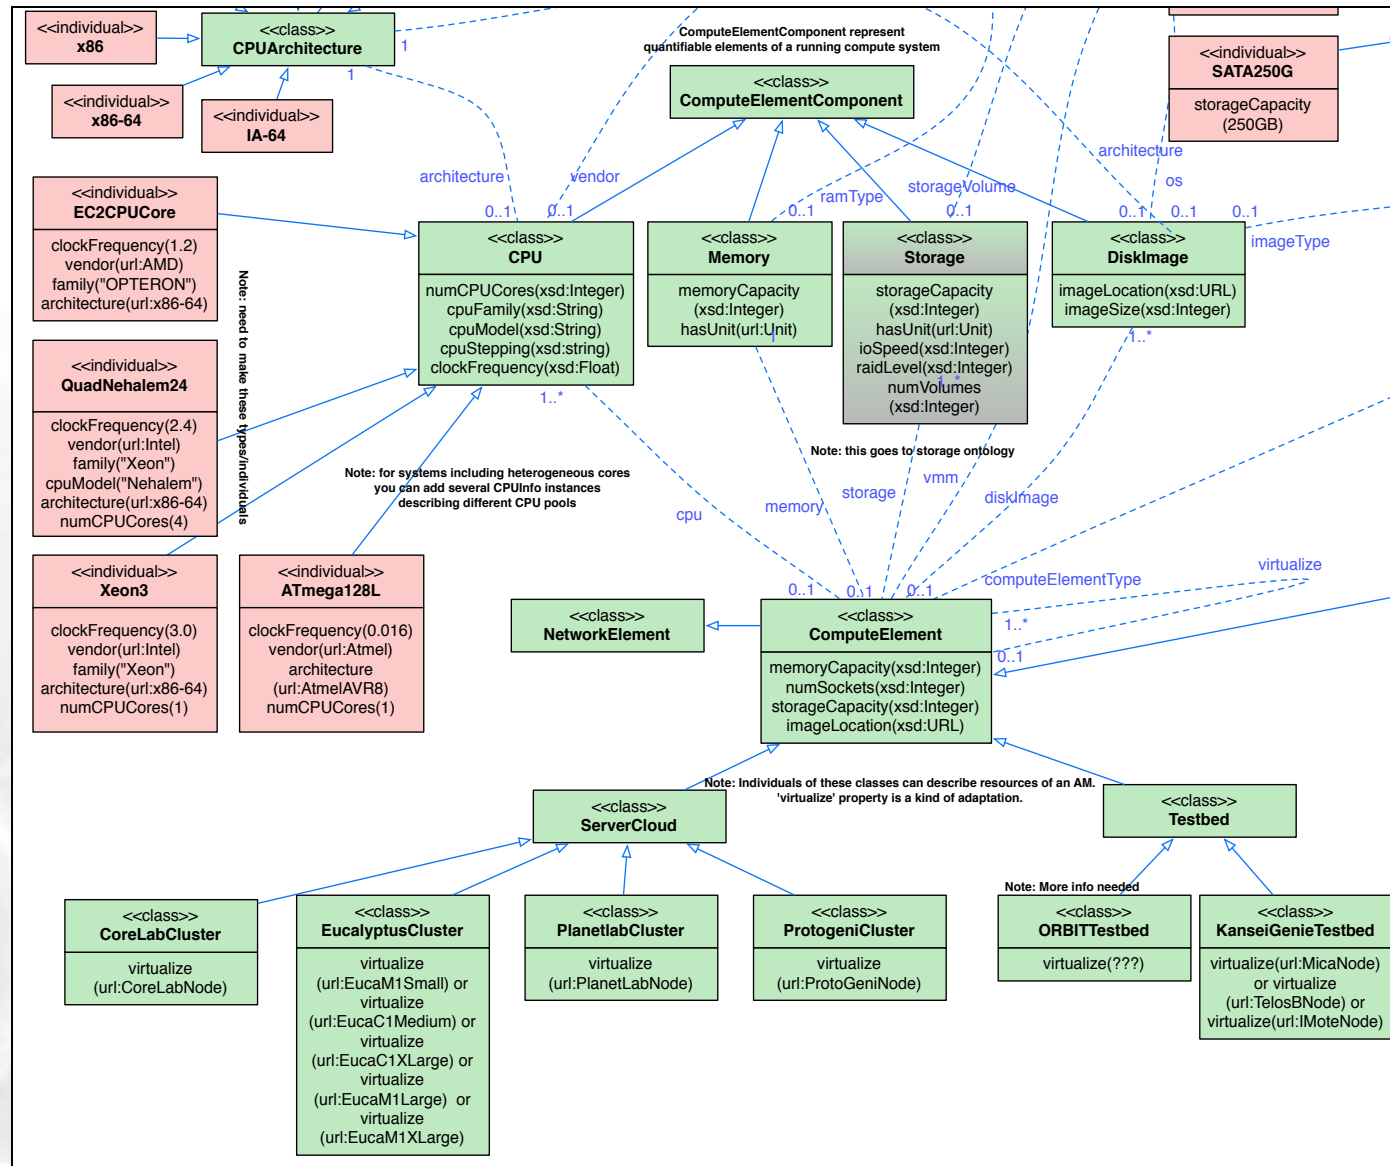 <<individual>>
x86
<<class>>
CPUArchitecture
1
1
<<individual>>
x86-64
<<individual>>
IA-64
ComputeElementComponent represent
quantifiable elements of a running compute system
<<class>>
ComputeElementComponent
<<individual>>
SATA250G
storageCapacity
(250GB)
architecture
vendor
ramType
storageVolume
architecture
os
imageType
0..1
0..1
0..1
0..1
0..1
0..1
0..1
<<individual>>
EC2CPUCore
clockFrequency(1.2)
vendor(url:AMD)
family("OPTERON")
architecture(url:x86-64)
<<class>>
CPU
numCPUCores(xsd:Integer)
cpuFamily(xsd:String)
cpuModel(xsd:String)
cpuStepping(xsd:string)
clockFrequency(xsd:Float)
1..*
<<class>>
Memory
memoryCapacity
(xsd:Integer)
hasUnit(url:Unit)
1
<<class>>
Storage
storageCapacity
(xsd:Integer)
hasUnit(url:Unit)
ioSpeed(xsd:Integer)
raidLevel(xsd:Integer)
numVolumes
(xsd:Integer)
1..*
<<class>>
DiskImage
imageLocation(xsd:URL)
imageSize(xsd:Integer)
1..*
Note: need to make these types/individuals
<<individual>>
QuadNehalem24
clockFrequency(2.4)
vendor(url:Intel)
family("Xeon")
cpuModel("Nehalem")
architecture(url:x86-64)
numCPUCores(4)
Note: for systems including heterogeneous cores
you can add several CPUInfo instances
describing different CPU pools
Note: this goes to storage ontology
cpu
memory
storage
vmm
diskImage
computeElementType
virtualize
<<individual>>
Xeon3
clockFrequency(3.0)
vendor(url:Intel)
family("Xeon")
architecture(url:x86-64)
numCPUCores(1)
<<individual>>
ATmega128L
clockFrequency(0.016)
vendor(url:Atmel)
architecture
(url:AtmelAVR8)
numCPUCores(1)
<<class>>
NetworkElement
0..1
0..1
0..1
1..*
0..1
<<class>>
ComputeElement
memoryCapacity(xsd:Integer)
numSockets(xsd:Integer)
storageCapacity(xsd:Integer)
imageLocation(xsd:URL)
Note: Individuals of these classes can describe resources of an AM.
'virtualize' property is a kind of adaptation.
<<class>>
ServerCloud
<<class>>
Testbed
Note: More info needed
<<class>>
CoreLabCluster
virtualize
(url:CoreLabNode)
<<class>>
EucalyptusCluster
virtualize
(url:EucaM1Small) or
virtualize
(url:EucaC1Medium) or
virtualize
(url:EucaC1XLarge) or
virtualize
(url:EucaM1Large) or
virtualize
(url:EucaM1XLarge)
<<class>>
PlanetlabCluster
virtualize
(url:PlanetLabNode)
<<class>>
ProtogeniCluster
virtualize
(url:ProtoGeniNode)
<<class>>
ORBITTestbed
virtualize(???)
<<class>>
KanseiGenieTestbed
virtualize(url:MicaNode)
or virtualize
(url:TelosBNode) or
virtualize(url:IMoteNode)